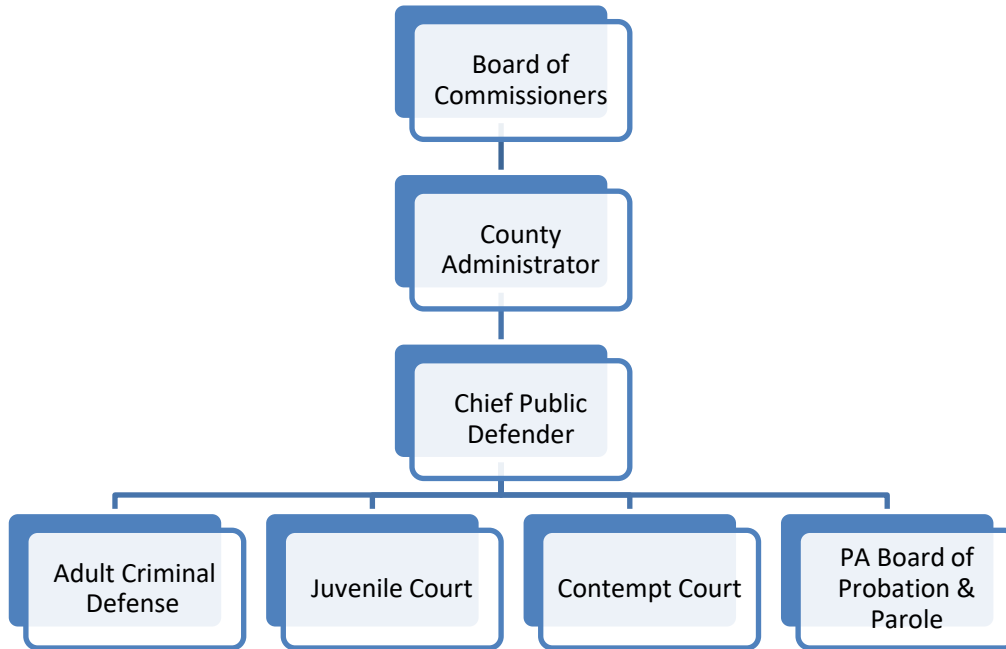 Board of
Commissioners
County
Administrator
Chief Public
Defender
Adult Criminal
Defense
Juvenile Court
Contempt Court
PA Board of
Probation &
Parole